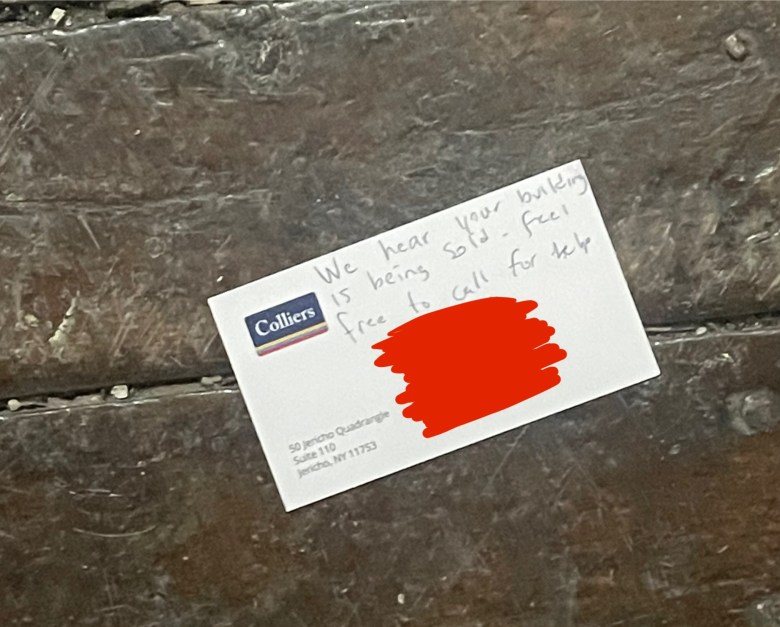 We hear your building
is being sold - feel
free to call for help
Colliers
50 Jericho Quadrangle
Suite 110
Jericho, NY 11753